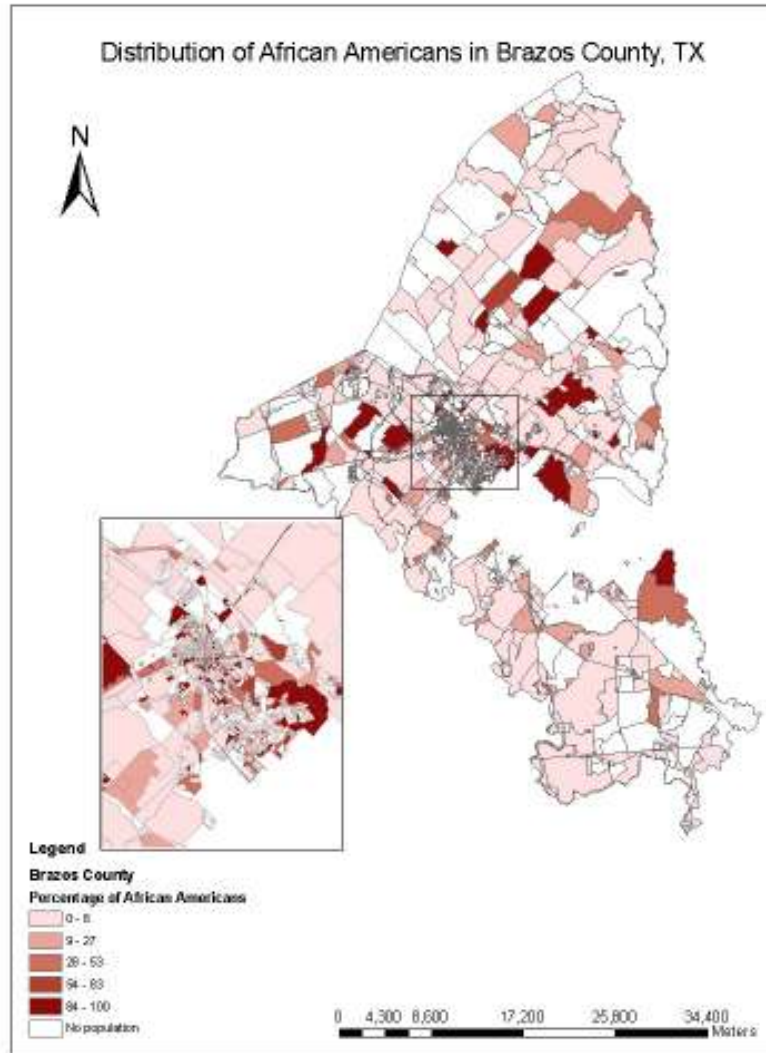 Distribution of African Americans in Brazos County, TX
N
Legend
Brazos County
Percentage of African Americans
0 - 8
9 - 27
28 - 53
54 - 83
84 - 100
No population
0 4,300 8,600 17,200 25,800 34,400
Meters